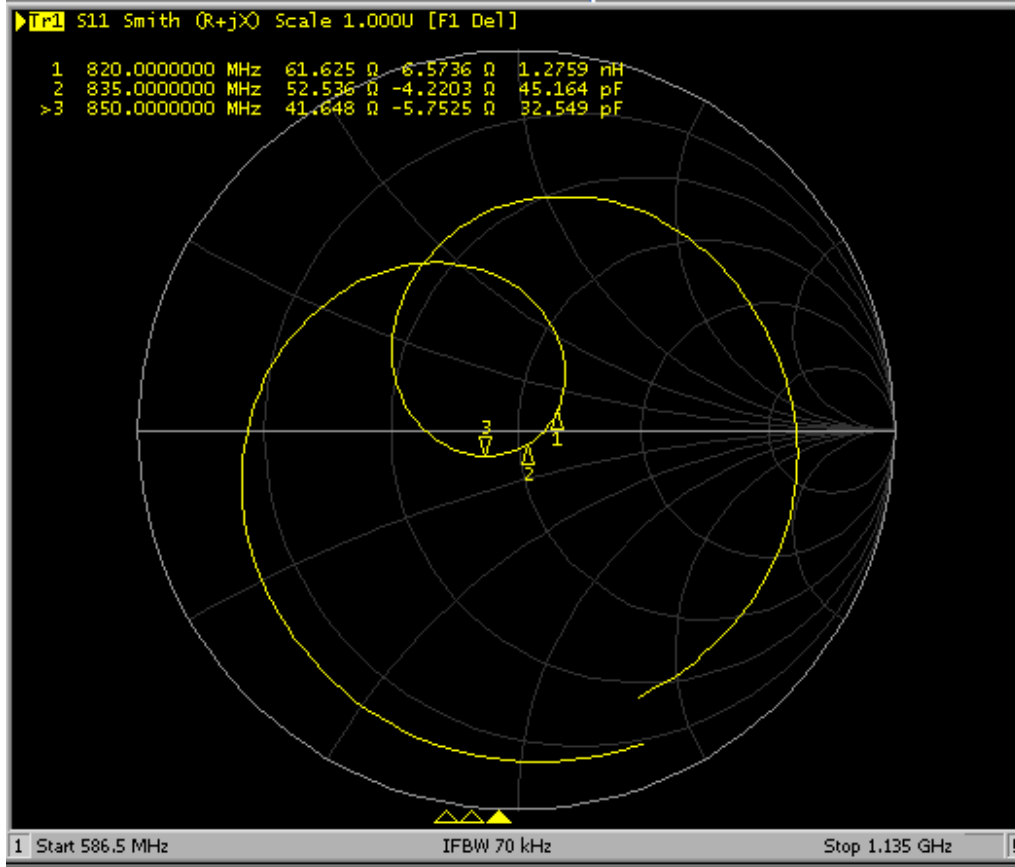 Tr1 S11 Smith (R+jX) Scale 1.000U [F1 Del]
1 820.0000000 MHz 61.625 Ω 6.5736 Ω 1.2759 nH
2 835.0000000 MHz 52.536 Ω -4.2203 Ω 45.164 pF
>3 850.0000000 MHz 41.648 Ω -5.7525 Ω 32.549 pF
3
1
2
1 Start 586.5 MHz IFBW 70 kHz Stop 1.135 GHz